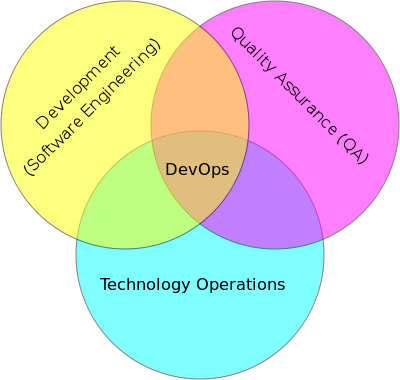 Development
(Software Engineering)
Quality Assurance (QA)
DevOps
Technology Operations